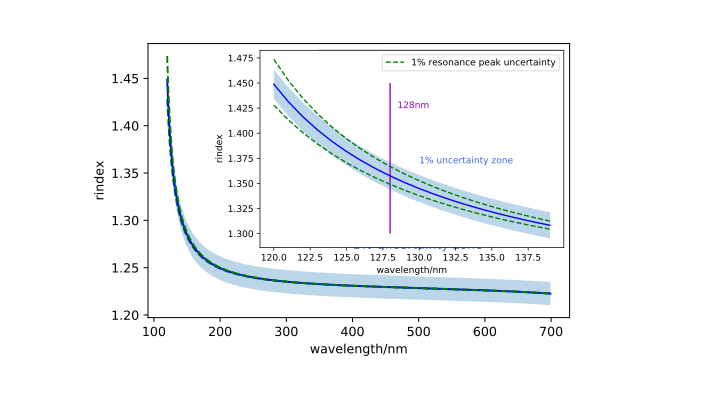 1.475
1.450
1.425
1.400
1.375
1.350
1.325
1.300
rindex
1% resonance peak uncertainty
128nm
1% uncertainty zone
120.0 122.5 125.0 127.5 130.0 132.5 135.0 137.5
wavelength/nm
1.45
1.40
1.35
1.30
1.25
1.20
rindex
100 200 300 400 500 600 700
wavelength/nm